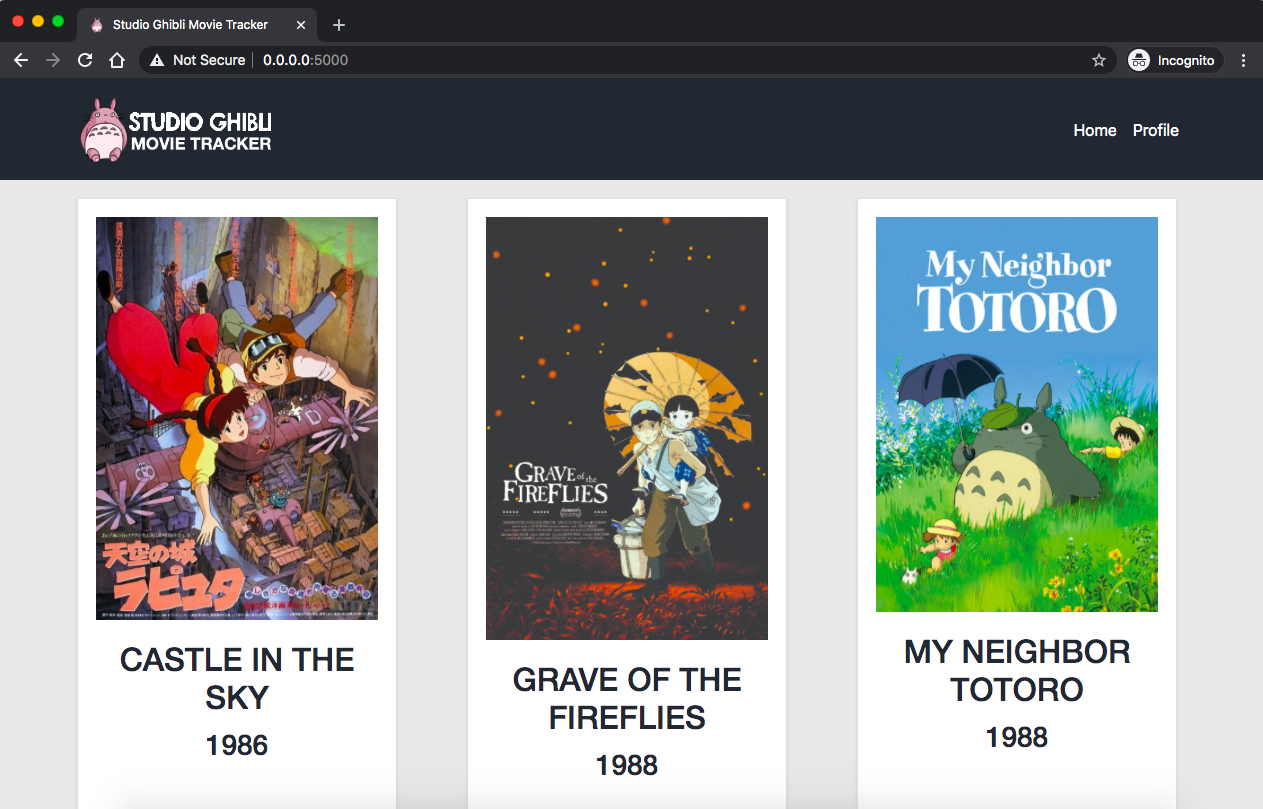 Studio Ghibli Movie Tracker
Not Secure
0.0.0.0:5000
Incognito
STUDIO GHIBLI
MOVIE TRACKER
Home
Profile
天空の城
ラピュタ
CASTLE IN THE
SKY
1986
GRAVE of the
FIREFLIES
GRAVE OF THE
FIREFLIES
1988
My Neighbor
TOTORO
MY NEIGHBOR
TOTORO
1988